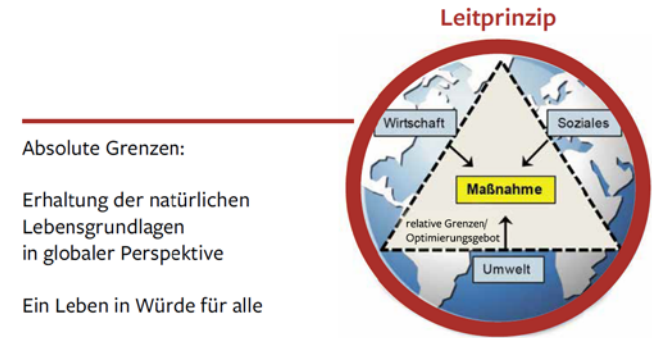 Leitprinzip
Absolute Grenzen:
Erhaltung der natürlichen
Lebensgrundlagen
in globaler Perspektive
Ein Leben in Würde für alle
Wirtschaft
Soziales
Maßnahme
relative Grenzen/
Optimierungsgebot
Umwelt